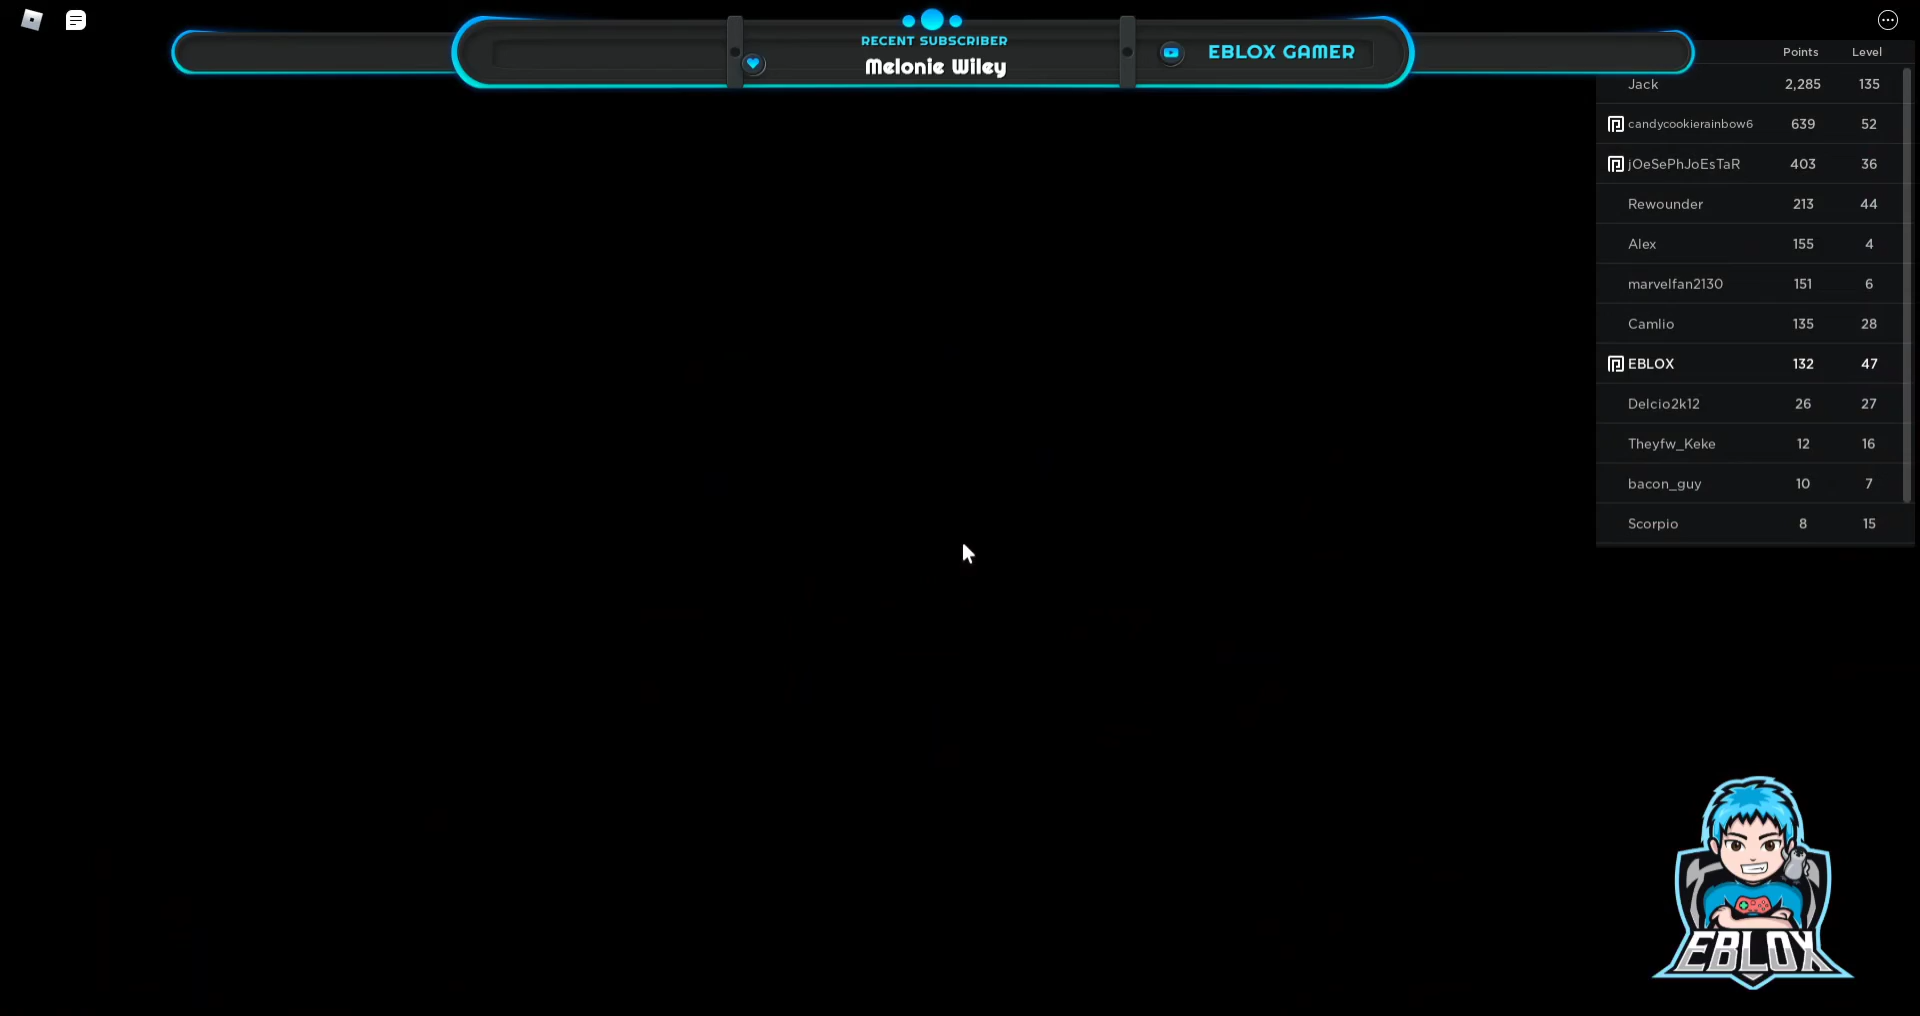 RECENT SUBSCRIBER
Melonie Wiley
EBLOX GAMER
Points Level
Jack 2,285 135
candycookierainbow6 639 52
jOeSePhJoEsTaR 403 36
Rewounder 213 44
Alex 155 4
marvelfan2130 151 6
Camlio 135 28
EBLOX 132 47
Delcio2k12 26 27
Theyfw_Keke 12 16
bacon_guy 10 7
Scorpio 8 15
EBLOX